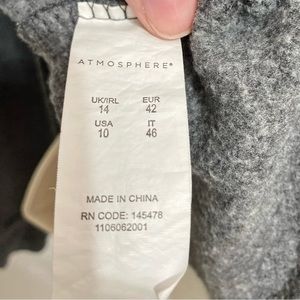 ATMOSPHERE®
UK/IRL EUR
14 42
USA IT
10 46
MADE IN CHINA
RN CODE: 145478
1106062001